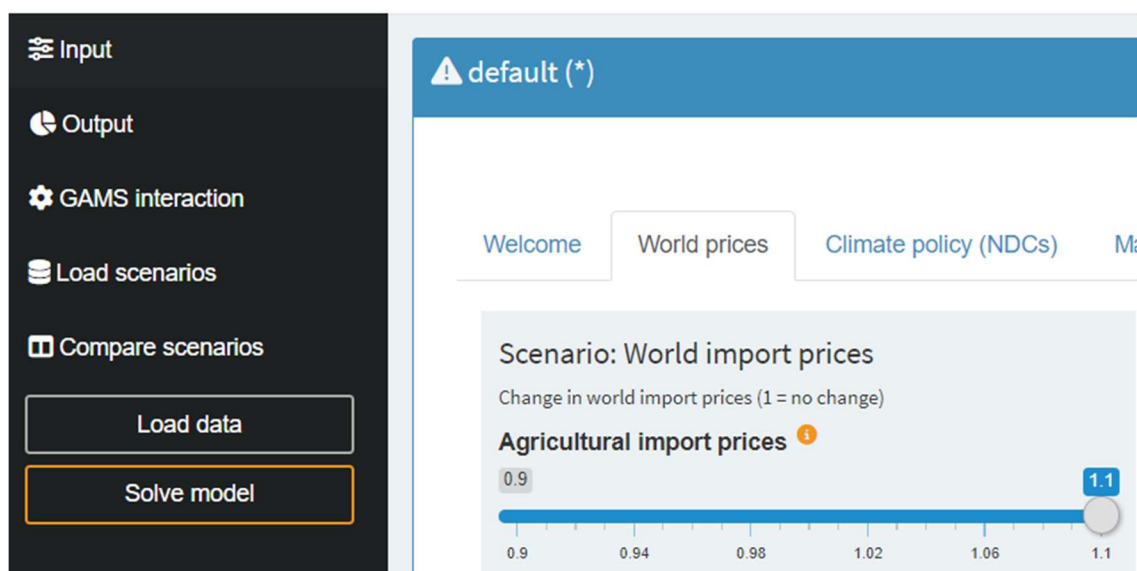 Input
Output
GAMS interaction
Load scenarios
Compare scenarios
Load data
Solve model
default (*)
Welcome World prices Climate policy (NDCs)
Scenario: World import prices
Change in world import prices (1 = no change)
Agricultural import prices
0.9 1.1
0.9 0.94 0.98 1.02 1.06 1.1